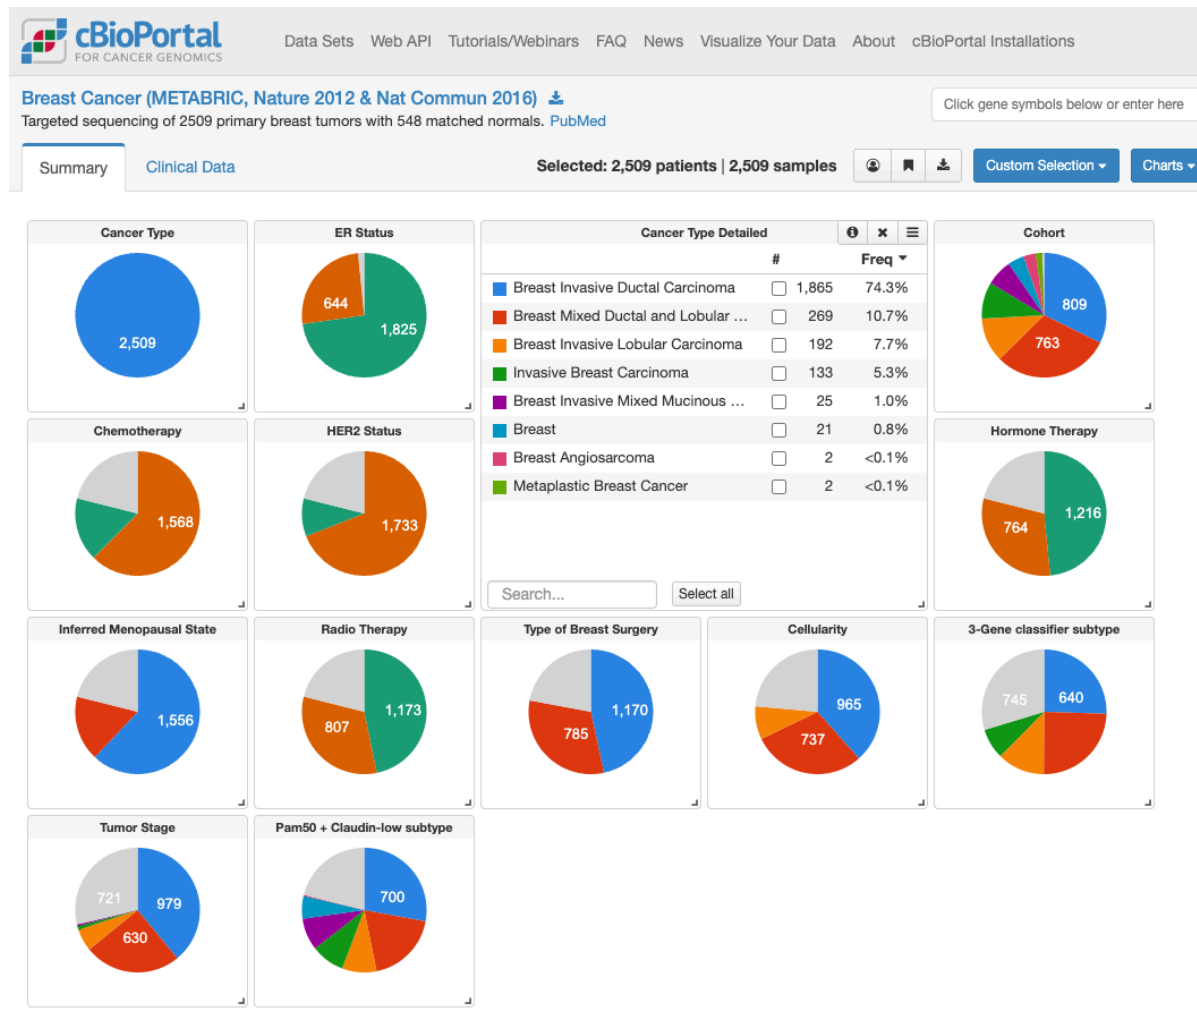 cBioPortal
FOR CANCER GENOMICS
Data Sets Web API Tutorials/Webinars FAQ News Visualize Your Data About cBioPortal Installations
Breast Cancer (METABRIC, Nature 2012 & Nat Commun 2016)
Targeted sequencing of 2509 primary breast tumors with 548 matched normals. PubMed
Click gene symbols below or enter here
Summary Clinical Data
Selected: 2,509 patients | 2,509 samples
Custom Selection
Charts
Cancer Type
2,509
ER Status
644
1,825
Cancer Type Detailed
# Freq
Breast Invasive Ductal Carcinoma 1,865 74.3%
Breast Mixed Ductal and Lobular ... 269 10.7%
Breast Invasive Lobular Carcinoma 192 7.7%
Invasive Breast Carcinoma 133 5.3%
Breast Invasive Mixed Mucinous ... 25 1.0%
Breast 21 0.8%
Breast Angiosarcoma 2 <0.1%
Metaplastic Breast Cancer 2 <0.1%
Search...
Select all
Cohort
809
763
Chemotherapy
1,568
HER2 Status
1,733
Hormone Therapy
1,216
764
Inferred Menopausal State
1,556
Radio Therapy
1,173
807
Type of Breast Surgery
1,170
785
Cellularity
965
737
3-Gene classifier subtype
745
640
Tumor Stage
721
979
630
Pam50 + Claudin-low subtype
700